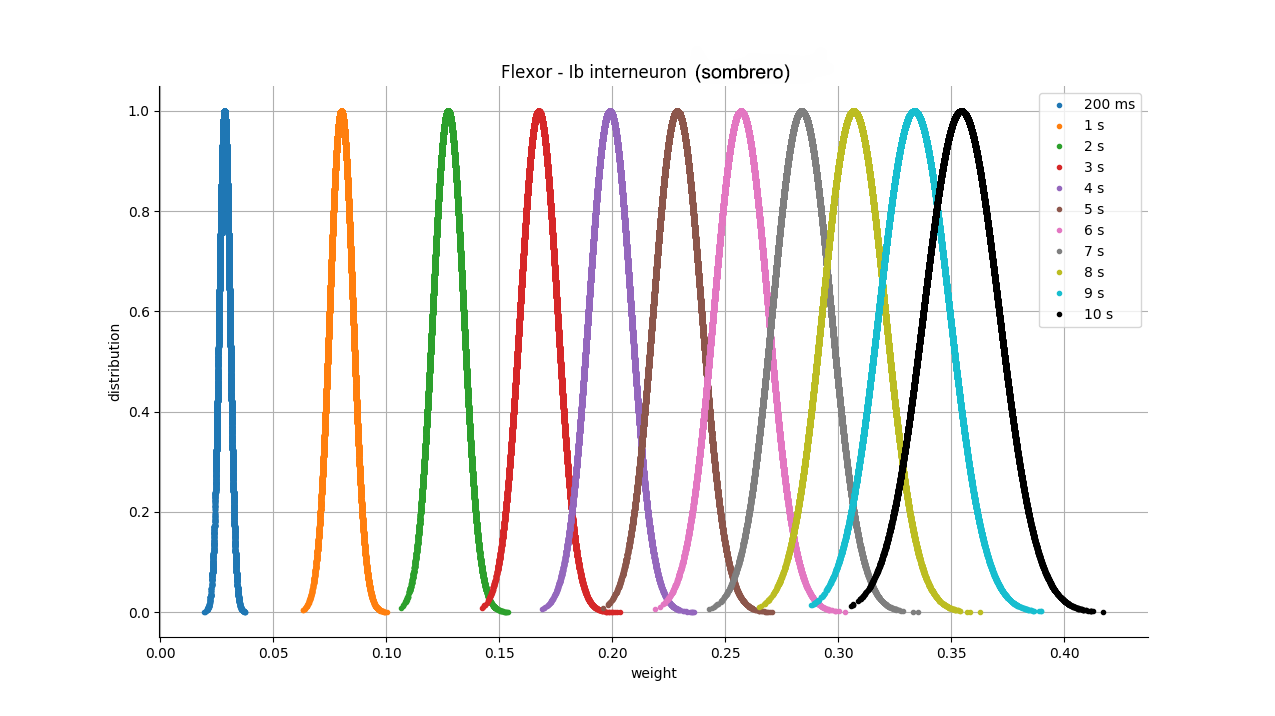 Flexor - Ib interneuron (sombrero)
distribution
1.0
0.8
0.6
0.4
0.2
0.0
0.00 0.05 0.10 0.15 0.20 0.25 0.30 0.35 0.40
weight
200 ms
1 s
2 s
3 s
4 s
5 s
6 s
7 s
8 s
9 s
10 s